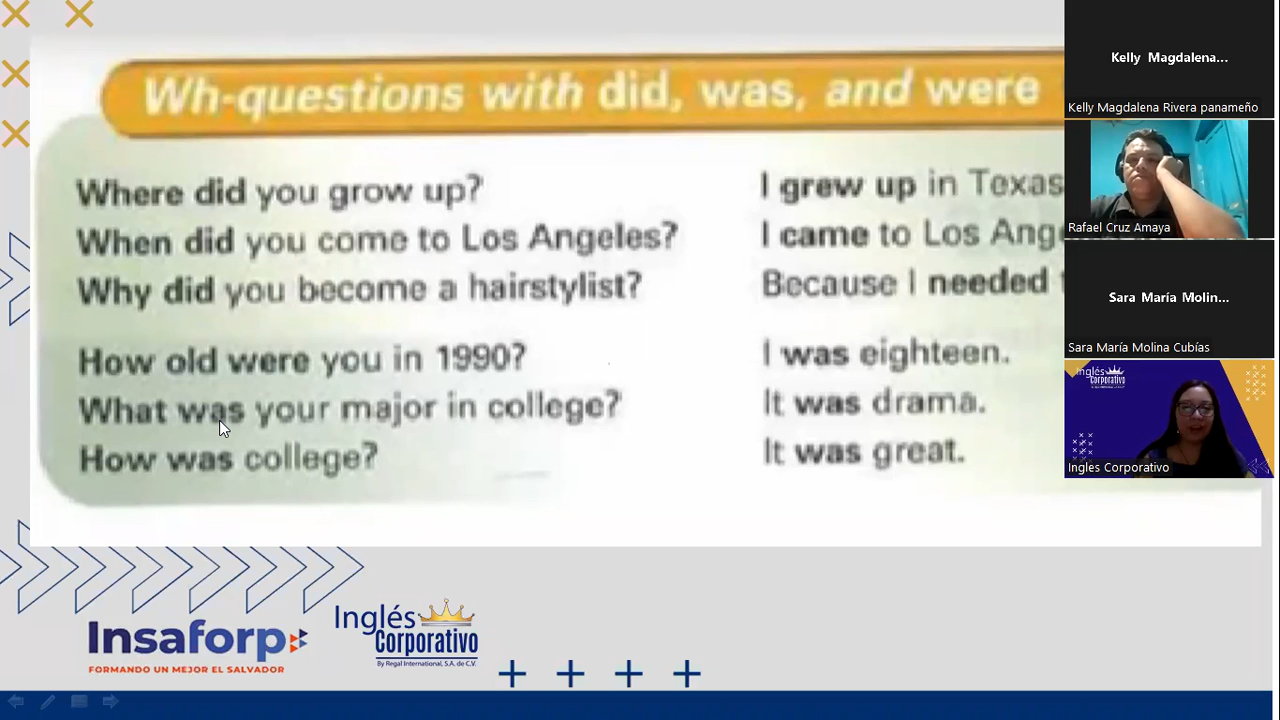 Wh-questions with did, was, and were
Where did you grow up?
I grew up in Texas
When did you come to Los Angeles?
I came to Los Ang
Why did you become a hairstylist?
Because I needed
How old were you in 1990?
I was eighteen.
What was your major in college?
It was drama.
How was college?
It was great.
Insaforp
FORMANDO UN MEJOR EL SALVADOR
Inglés
Corporativo
By Regal International, S.A. de C.V.
Kelly Magdalena...
Kelly Magdalena Rivera panameño
Rafael Cruz Amaya
Sara María Molin...
Sara María Molina Cubías
Inglés
Corporativo
Ingles Corporativo